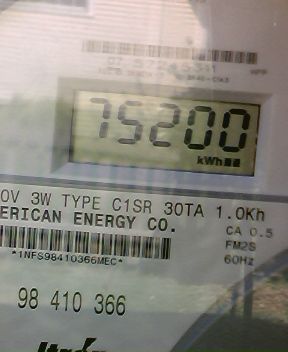 75200
kWh
0V 3W TYPE C1SR 30TA 1.0Kh
ERICAN ENERGY CO.
CA 0.5
FM2S
60Hz
*1NFS98410366MEC*
98 410 366
Itrón